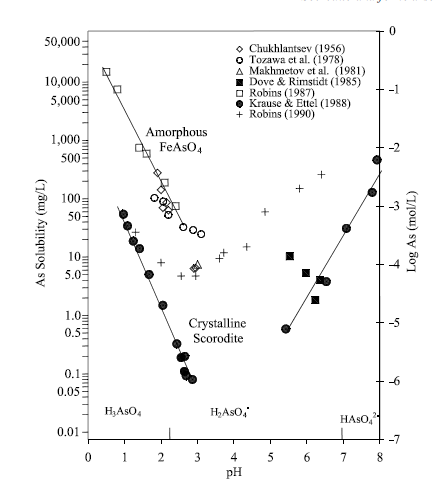 50,000
10,000
5,000
1,000
500
100
50
10
5.0
1.0
0.5
0.1
0.05
0.01
As Solubility (mg/L)
0
−1
−2
−3
−4
−5
−6
−7
Log As (mol/L)
Chukhlantsev (1956)
Tozawa et al. (1978)
Makhmetov et al. (1981)
Dove & Rimstidt (1985)
Robins (1987)
Krause & Ettel (1988)
Robins (1990)
Amorphous
FeAsO4
Crystalline
Scorodite
H3AsO4
H2AsO4-
HAsO4 2-
0 1 2 3 4 5 6 7 8
pH